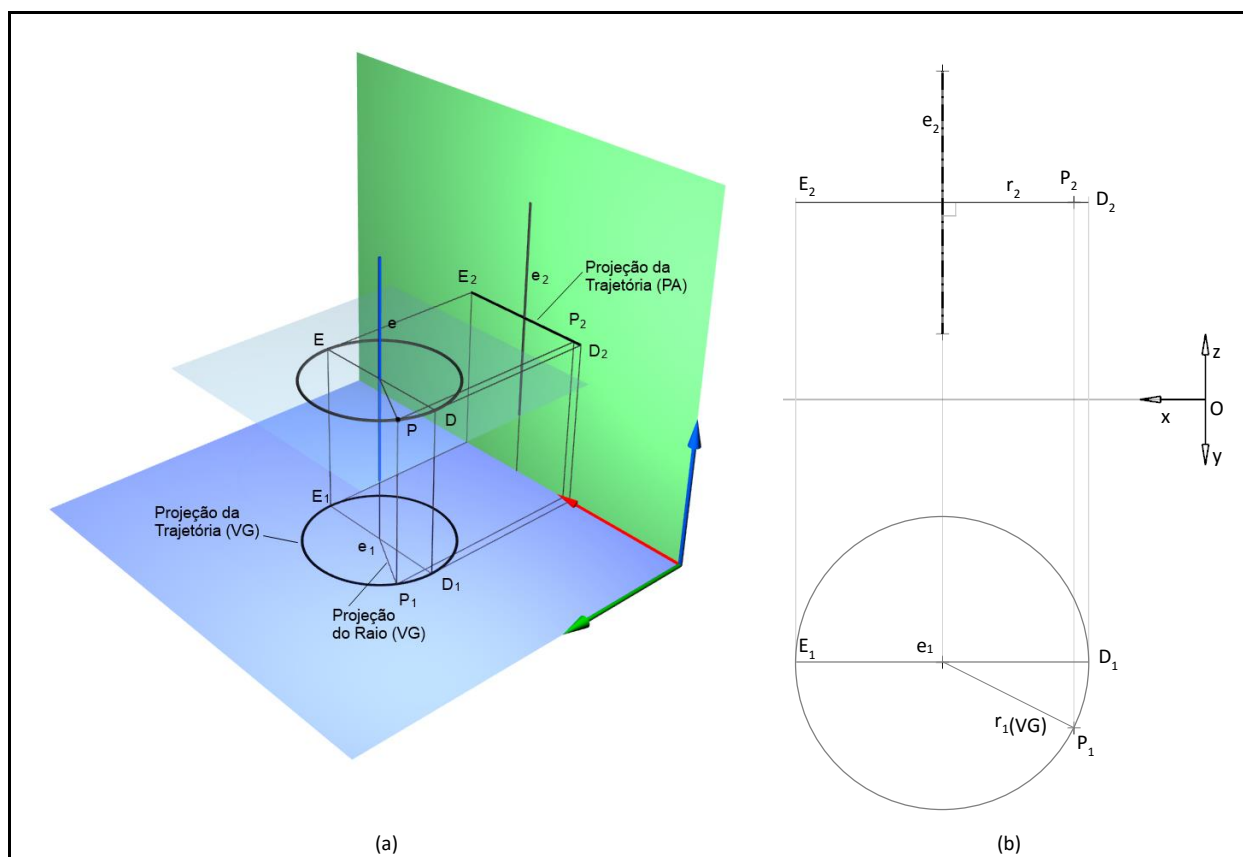 E₂
e₂
Projeção da
Trajetória (PA)
E
e
P₂
D₂
D
P
E₁
Projeção da
Trajetória (VG)
e₁
D₁
P₁
Projeção
do Raio (VG)
(a)
e₂
E₂
r₂
P₂
D₂
z
x
O
y
E₁
e₁
D₁
r₁(VG)
P₁
(b)